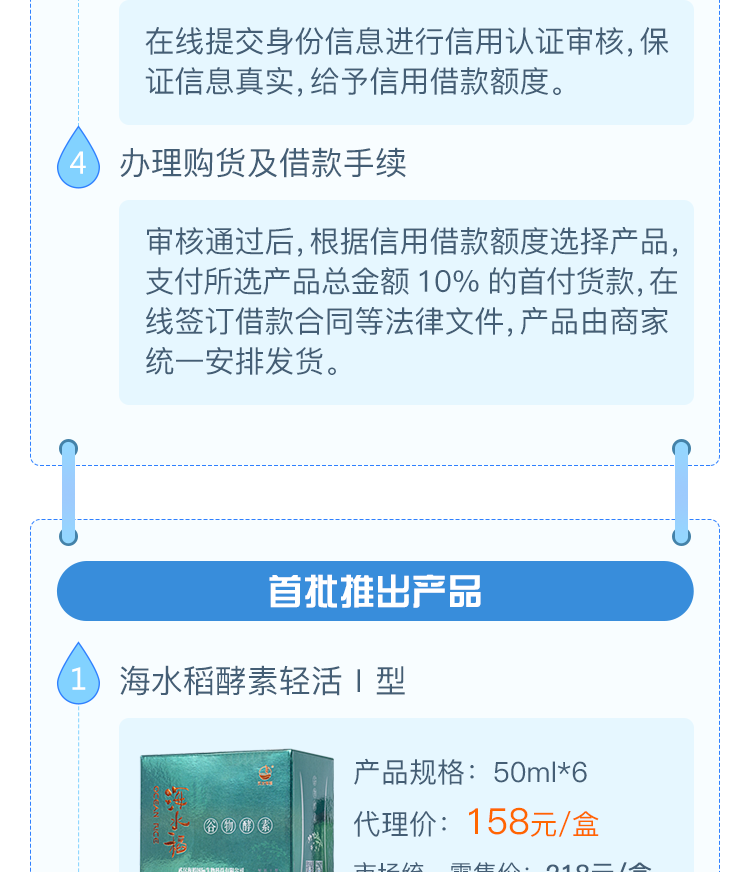 在线提交身份信息进行信用认证审核,保
证信息真实,给予信用借款额度。
4 办理购货及借款手续
审核通过后,根据信用借款额度选择产品,
支付所选产品总金额 10% 的首付货款,在
线签订借款合同等法律文件,产品由商家
统一安排发货。
首批推出产品
1 海水稻酵素轻活Ⅰ型
产品规格：50ml*6
代理价：158元/盒
海水稻
谷物酵素
市场统一零售价：218元/盒